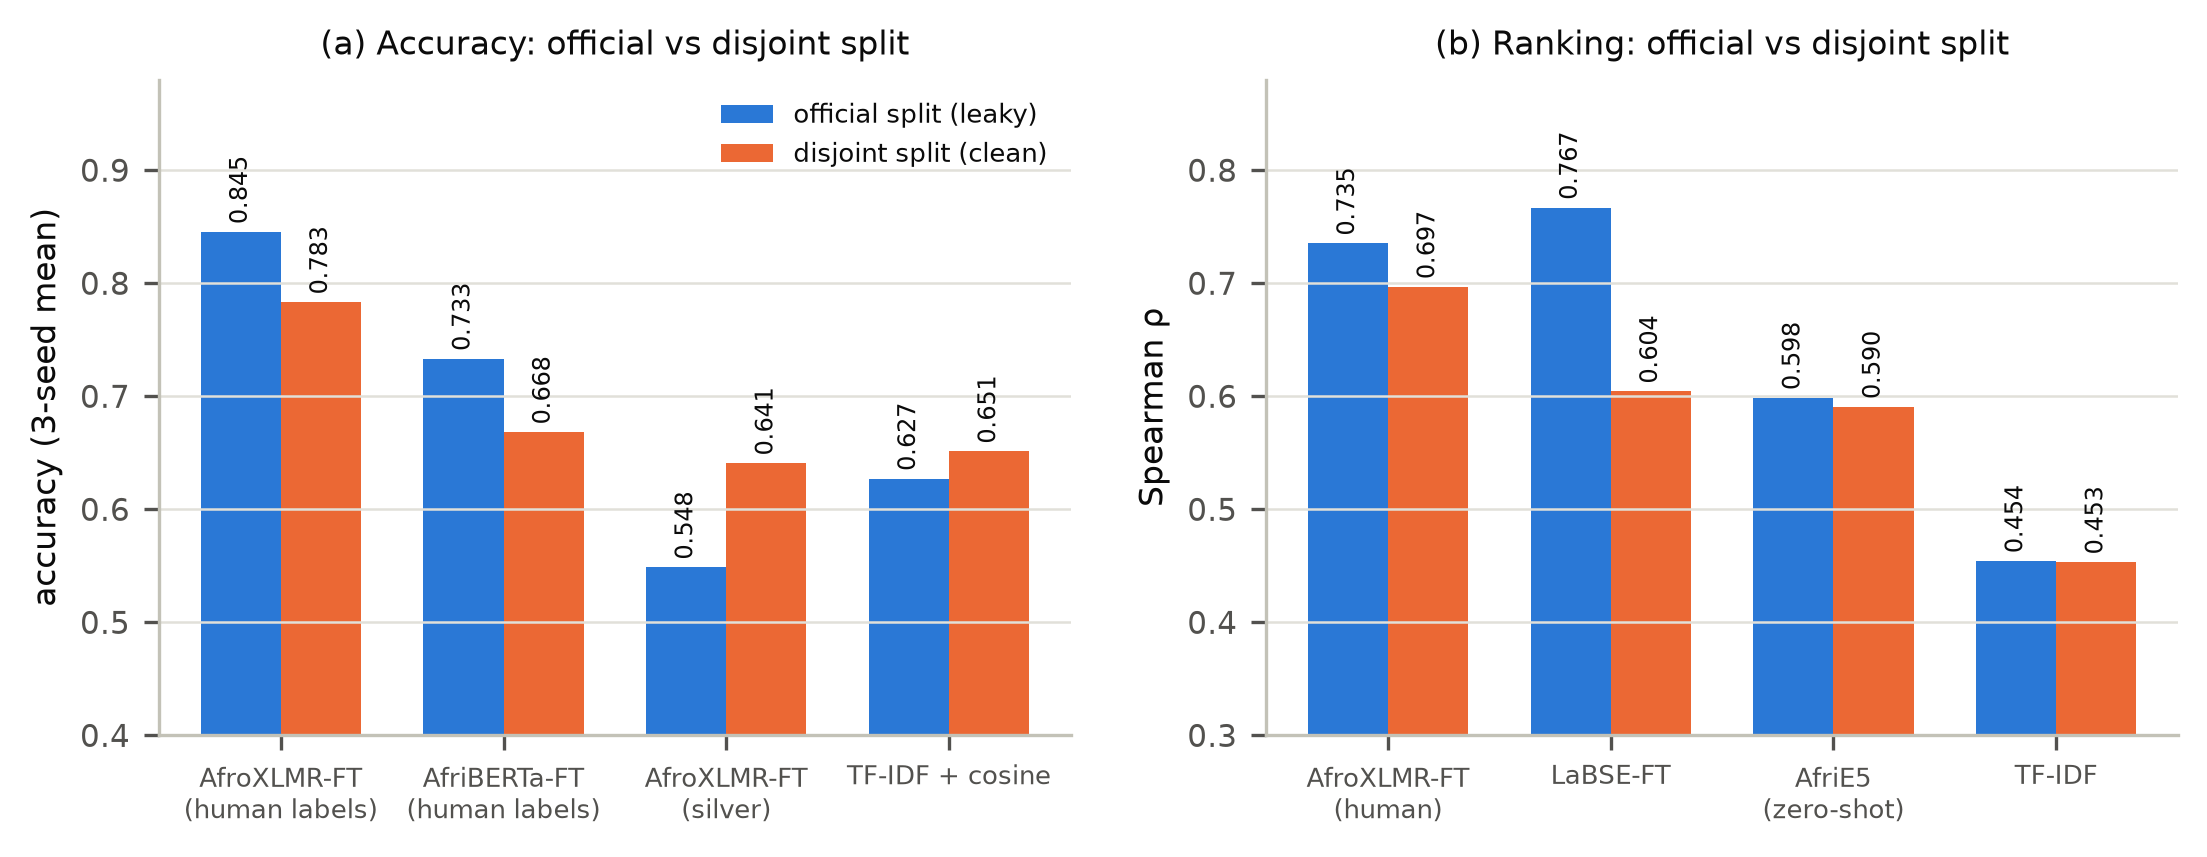 (a) Accuracy: official vs disjoint split
official split (leaky)
disjoint split (clean)
accuracy (3-seed mean)
0.9
0.8
0.7
0.6
0.5
0.4
0.845
0.783
0.733
0.668
0.548
0.641
0.627
0.651
AfroXLMR-FT
(human labels)
AfriBERTa-FT
(human labels)
AfroXLMR-FT
(silver)
TF-IDF + cosine
(b) Ranking: official vs disjoint split
Spearman ρ
0.8
0.7
0.6
0.5
0.4
0.3
0.735
0.697
0.767
0.604
0.598
0.590
0.454
0.453
AfroXLMR-FT
(human)
LaBSE-FT
AfriE5
(zero-shot)
TF-IDF